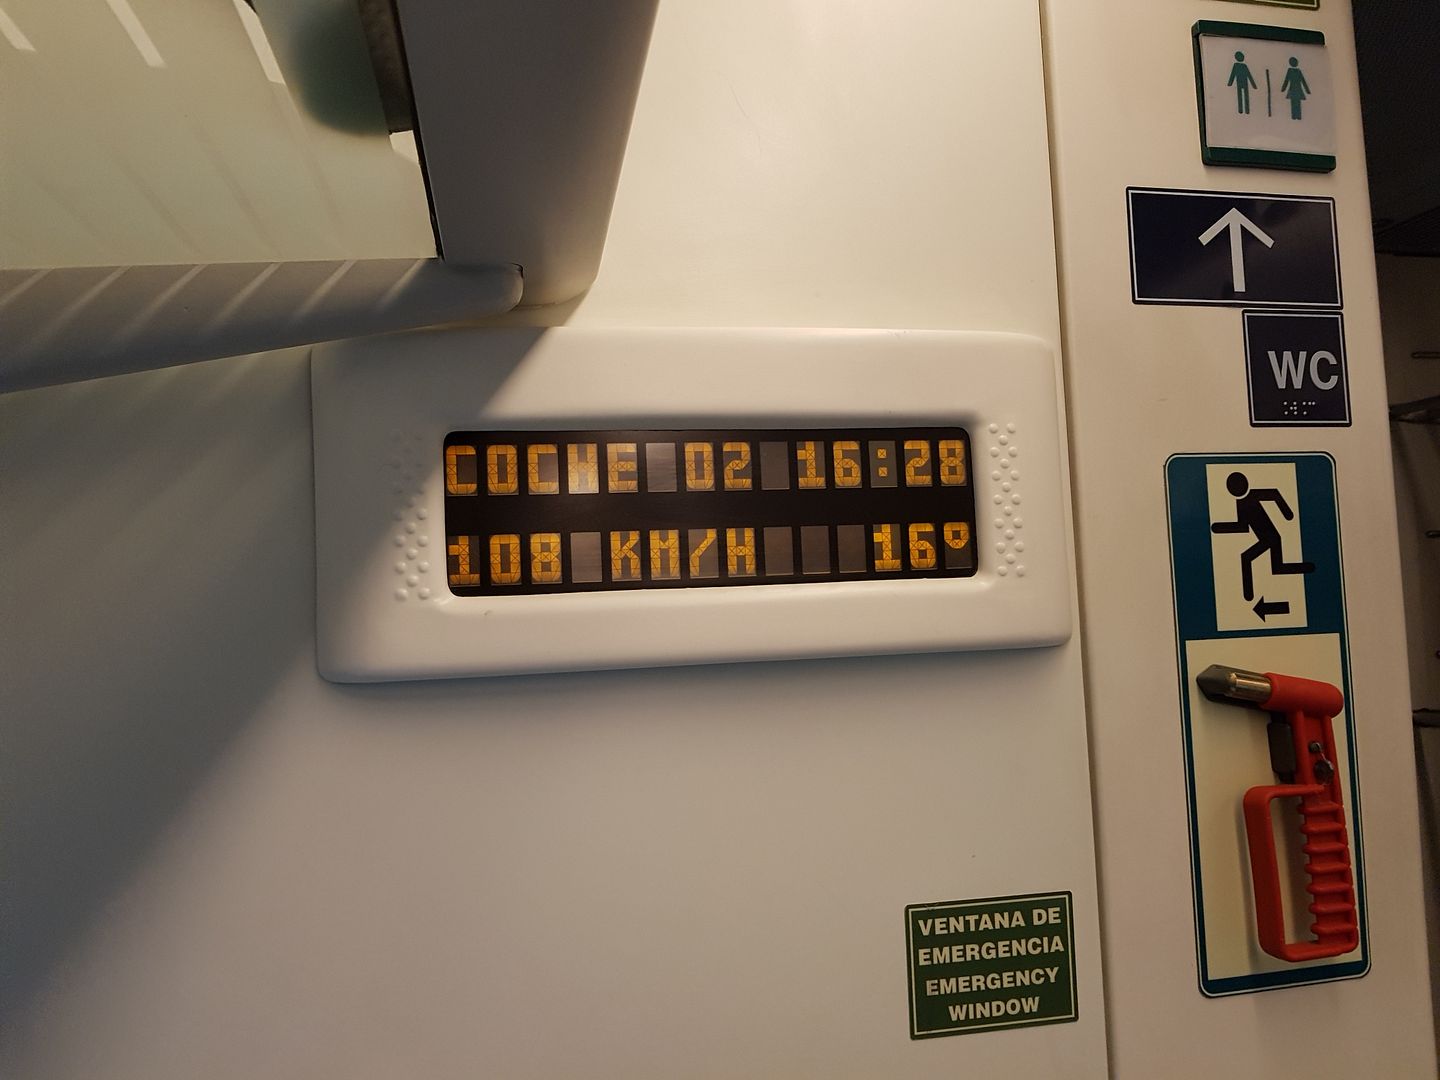 COCHE 02 16:28
108 KM/H 16°
WC
VENTANA DE
EMERGENCIA
EMERGENCY
WINDOW